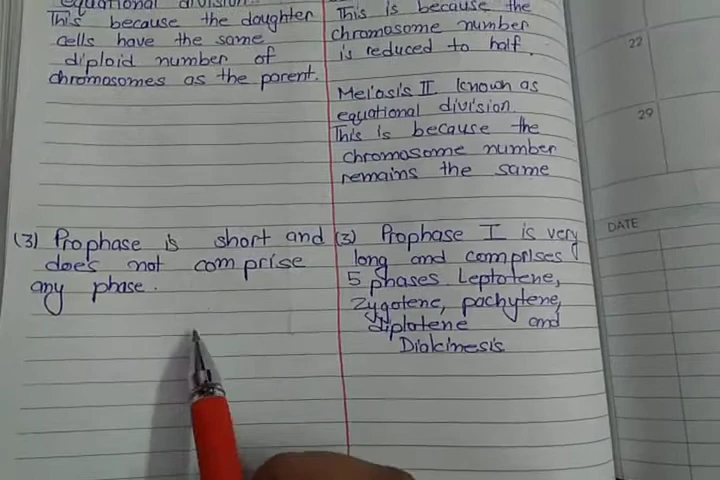 equational division.
This because the daughter
cells have the same
diploid number of
chromosomes as the parent.
(3) Prophase is short and
does not comprise
any phase.
This is because the
chromosome number
is reduced to half.
Meiosis II known as
equational division.
This is because the
chromosome number
remains the same
(3) Prophase I is very
long and comprises
5 phases Leptotene,
Zygotene, pachytene,
diplotene and
Diakinesis
22
29
DATE